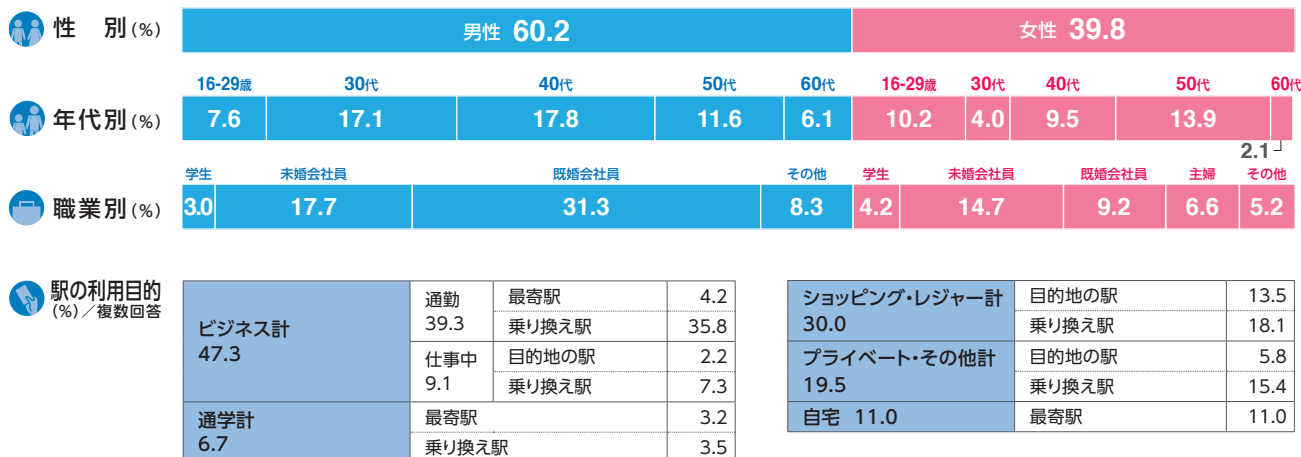 性 別(%)
男性 60.2 女性 39.8
16-29歳 30代 40代 50代 60代 16-29歳 30代 40代 50代 60代
年代別(%)
7.6 17.1 17.8 11.6 6.1 10.2 4.0 9.5 13.9
2.1
学生 未婚会社員 既婚会社員 その他 学生 未婚会社員 既婚会社員 主婦 その他
職業別(%)
3.0 17.7 31.3 8.3 4.2 14.7 9.2 6.6 5.2
駅の利用目的
(%)/複数回答
ビジネス計
47.3
通勤
39.3
最寄駅 4.2
乗り換え駅 35.8
仕事中
9.1
目的地の駅 2.2
乗り換え駅 7.3
通学計
6.7
最寄駅 3.2
乗り換え駅 3.5
ショッピング・レジャー計
30.0
目的地の駅 13.5
乗り換え駅 18.1
プライベート・その他計
19.5
目的地の駅 5.8
乗り換え駅 15.4
自宅 11.0 最寄駅 11.0